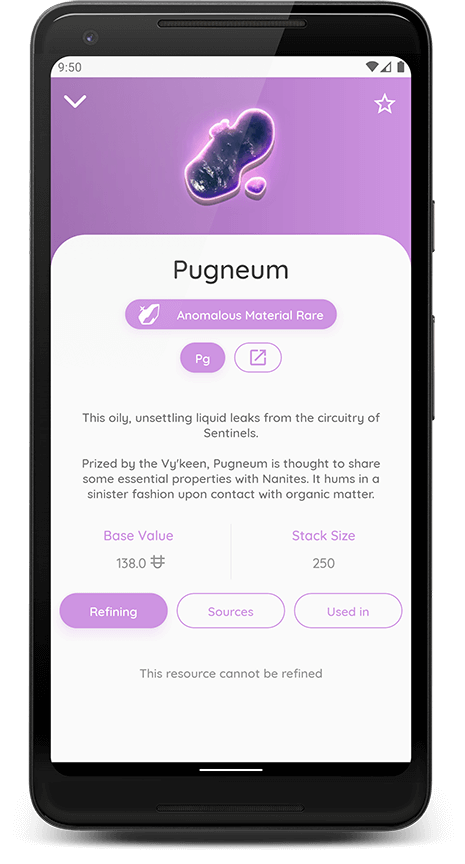 9:50
Pugneum
Anomalous Material Rare
Pg
This oily, unsettling liquid leaks from the circuitry of
Sentinels.
Prized by the Vy'keen, Pugneum is thought to share
some essential properties with Nanites. It hums in a
sinister fashion upon contact with organic matter.
Base Value
Stack Size
138.0
250
Refining
Sources
Used in
This resource cannot be refined